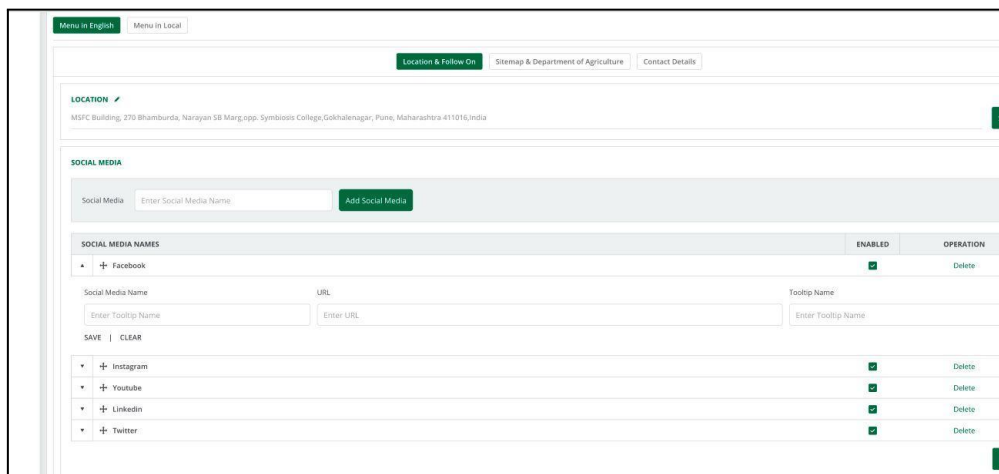 Menu in English Menu in Local
Location & Follow On Sitemap & Department of Agriculture Contact Details
LOCATION
MSFC Building, 270 Bhamburda, Narayan SB Marg,opp. Symbiosis College,Gokhalenagar, Pune, Maharashtra 411016,India
SOCIAL MEDIA
Social Media Enter Social Media Name Add Social Media
SOCIAL MEDIA NAMES ENABLED OPERATION
Facebook Delete
Social Media Name URL Tooltip Name
Enter Tooltip Name Enter URL Enter Tooltip Name
SAVE | CLEAR
Instagram Delete
Youtube Delete
Linkedin Delete
Twitter Delete